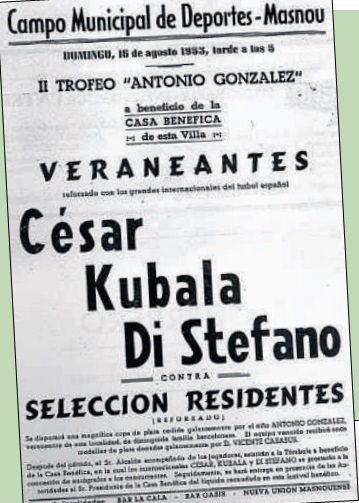 Campo Municipal de Deportes - Masnou
DOMINGO, 16 de agosto 1953, tarde a las 5
II TROFEO "ANTONIO GONZALEZ"
a beneficio de la
CASA BENEFICA
de esta Villa
VERANEANTES
reforzado con los grandes internacionales del futbol español
César
Kubala
Di Stefano
CONTRA
SELECCION RESIDENTES
(REFORZADO)
Se disputará una magnífica copa de plata cedida galanamente por el niño ANTONIO GONZALEZ,
veraneante de esta localidad, de distinguida familia barcelonesa. El equipo vencido recibirá once
medallas de plata donadas galanamente por D. VICENTE CASASUS.
Después del partido, el Sr. Alcalde acompañado de los jugadores, asistirán a la Tómbola a beneficio
de la Casa Benéfica, en la cual los internacionales CESAR, KUBALA y DI STEFANO se prestarán a la
concesión de autógrafos a los concurrentes. Seguidamente, se hará entrega en presencia de las Au-
toridades al Sr. Presidente de la Casa Benéfica del líquido recaudado en este festival benéfico.
BAR LA CALA - BAR OASIS - NUEVA UNION MASNOUENSE